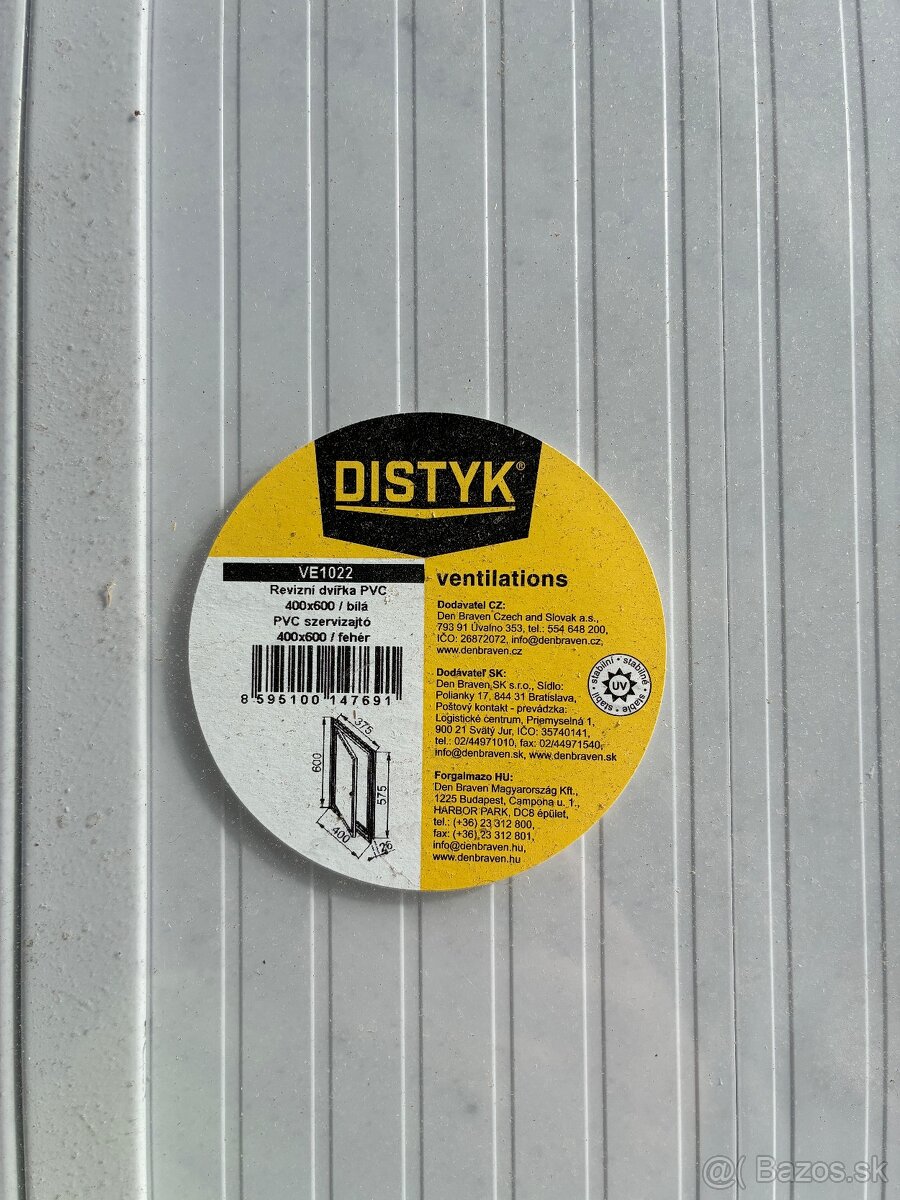 DISTYK®
VE1022
Revizní dvířka PVC
400x600 / bílá
PVC szervizajtó
400x600 / fehér
8 595100 147691
375
600
575
400
26
ventilations
Dodavatel CZ:
Den Braven Czech and Slovak a.s.,
793 91 Úvalno 353, tel.: 554 648 200,
IČO: 26872072, info@denbraven.cz,
www.denbraven.cz
Dodávateľ SK:
Den Braven SK s.r.o., Sídlo:
Polianky 17, 844 31 Bratislava,
Poštový kontakt - prevádzka:
Logistické centrum, Priemyselná 1,
900 21 Svätý Jur, IČO: 35740141,
tel.: 02/44971010, fax: 02/44971540,
info@denbraven.sk, www.denbraven.sk
Forgalmazo HU:
Den Braven Magyarország Kft.,
1225 Budapest, Campona u. 1.,
HARBOR PARK, DC8 épület,
tel.: (+36) 23 312 800,
fax: (+36) 23 312 801,
info@denbraven.hu,
www.denbraven.hu
stabilní • stabilné • stable • stabil •
UV
@( Bazos.sk